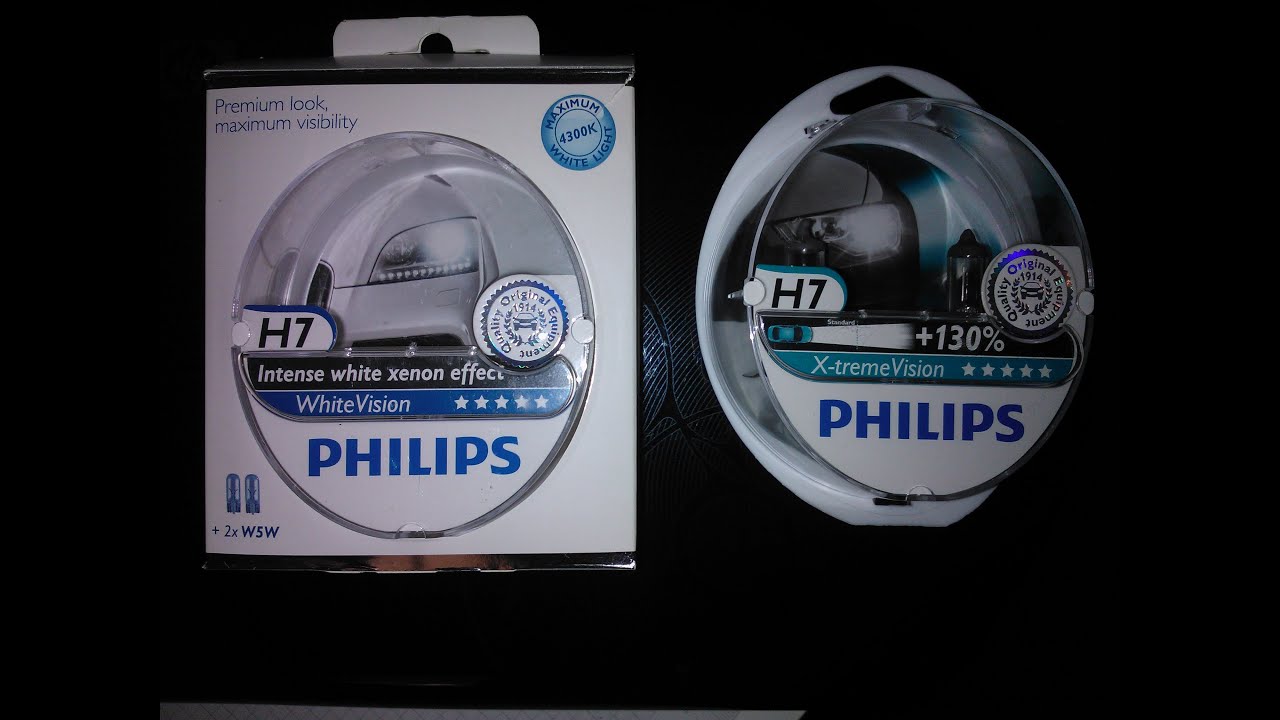 Premium look,
maximum visibility
MAXIMUM
4300K
WHITE LIGHT
H7
Quality Original Equipment
1914
Intense white xenon effect
WhiteVision
PHILIPS
+ 2x W5W
H7
Quality Original Equipment
1914
Standard
+130%
X-tremeVision
PHILIPS